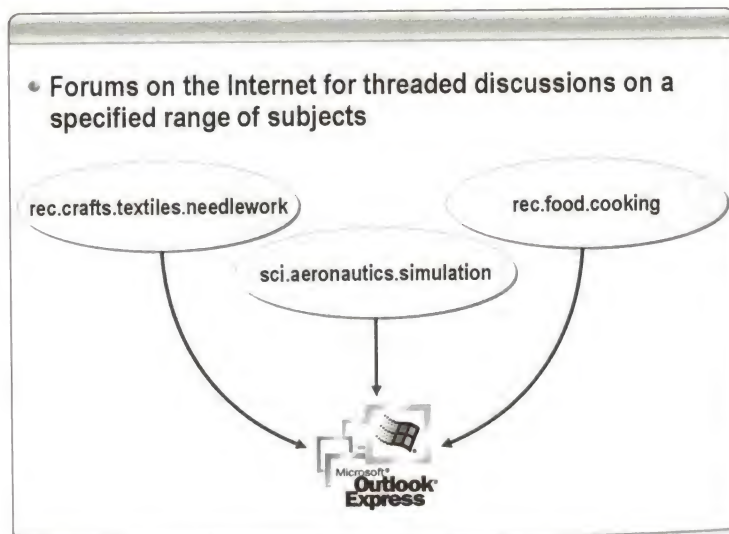 • Forums on the Internet for threaded discussions on a
specified range of subjects
rec.crafts.textiles.needlework
rec.food.cooking
sci.aeronautics.simulation
Microsoft®
Outlook®
Express